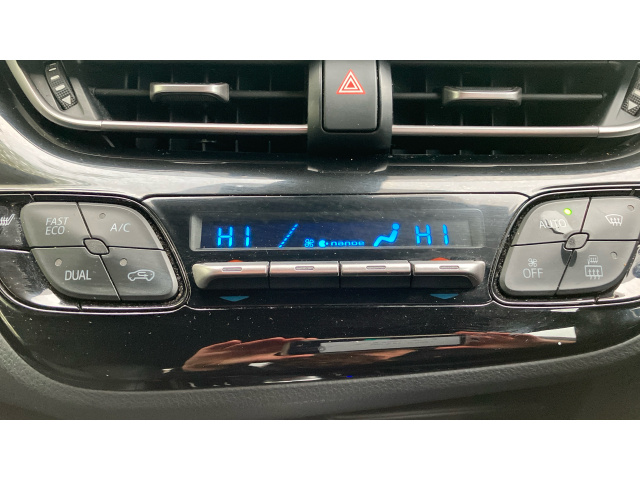 FAST ECO
A/C
DUAL
HI
nanoe
HI
AUTO
OFF